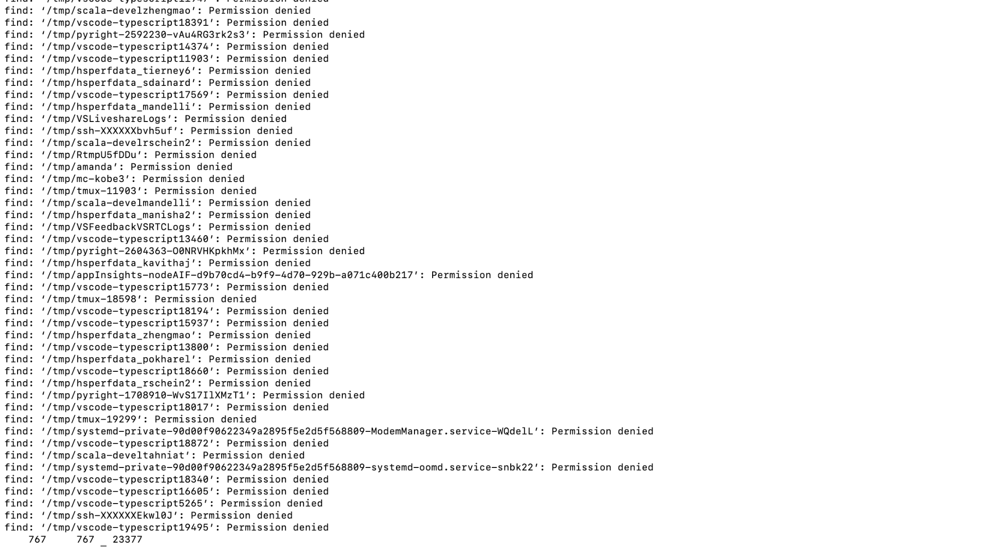 find: ‘/tmp/vscode-typescript11947’: Permission denied
find: ‘/tmp/scala-develzhengmao’: Permission denied
find: ‘/tmp/vscode-typescript18391’: Permission denied
find: ‘/tmp/pyright-2592230-vAu4RG3rk2s3’: Permission denied
find: ‘/tmp/vscode-typescript14374’: Permission denied
find: ‘/tmp/vscode-typescript11903’: Permission denied
find: ‘/tmp/hsperfdata_tierney6’: Permission denied
find: ‘/tmp/hsperfdata_sdainard’: Permission denied
find: ‘/tmp/vscode-typescript17569’: Permission denied
find: ‘/tmp/hsperfdata_mandelli’: Permission denied
find: ‘/tmp/VSLiveshareLogs’: Permission denied
find: ‘/tmp/ssh-XXXXXXbvh5uf’: Permission denied
find: ‘/tmp/scala-develrschein2’: Permission denied
find: ‘/tmp/RtmpU5fDDu’: Permission denied
find: ‘/tmp/amanda’: Permission denied
find: ‘/tmp/mc-kobe3’: Permission denied
find: ‘/tmp/tmux-11903’: Permission denied
find: ‘/tmp/scala-develmandelli’: Permission denied
find: ‘/tmp/hsperfdata_manisha2’: Permission denied
find: ‘/tmp/VSFeedbackVSRTCLogs’: Permission denied
find: ‘/tmp/vscode-typescript13460’: Permission denied
find: ‘/tmp/pyright-2604363-O0NRVHKpkhMx’: Permission denied
find: ‘/tmp/hsperfdata_kavithaj’: Permission denied
find: ‘/tmp/appInsights-nodeAIF-d9b70cd4-b9f9-4d70-929b-a071c400b217’: Permission denied
find: ‘/tmp/vscode-typescript15773’: Permission denied
find: ‘/tmp/tmux-18598’: Permission denied
find: ‘/tmp/vscode-typescript18194’: Permission denied
find: ‘/tmp/vscode-typescript15937’: Permission denied
find: ‘/tmp/hsperfdata_zhengmao’: Permission denied
find: ‘/tmp/vscode-typescript13800’: Permission denied
find: ‘/tmp/hsperfdata_pokharel’: Permission denied
find: ‘/tmp/vscode-typescript18660’: Permission denied
find: ‘/tmp/hsperfdata_rschein2’: Permission denied
find: ‘/tmp/pyright-1708910-WvS17IlXMzT1’: Permission denied
find: ‘/tmp/vscode-typescript18017’: Permission denied
find: ‘/tmp/tmux-19299’: Permission denied
find: ‘/tmp/systemd-private-90d00f90622349a2895f5e2d5f568809-ModemManager.service-WQdelL’: Permission denied
find: ‘/tmp/vscode-typescript18872’: Permission denied
find: ‘/tmp/scala-develtahniat’: Permission denied
find: ‘/tmp/systemd-private-90d00f90622349a2895f5e2d5f568809-systemd-oomd.service-snbk22’: Permission denied
find: ‘/tmp/vscode-typescript18340’: Permission denied
find: ‘/tmp/vscode-typescript16605’: Permission denied
find: ‘/tmp/vscode-typescript5265’: Permission denied
find: ‘/tmp/ssh-XXXXXXEkwl0J’: Permission denied
find: ‘/tmp/vscode-typescript19495’: Permission denied
767 767 23377